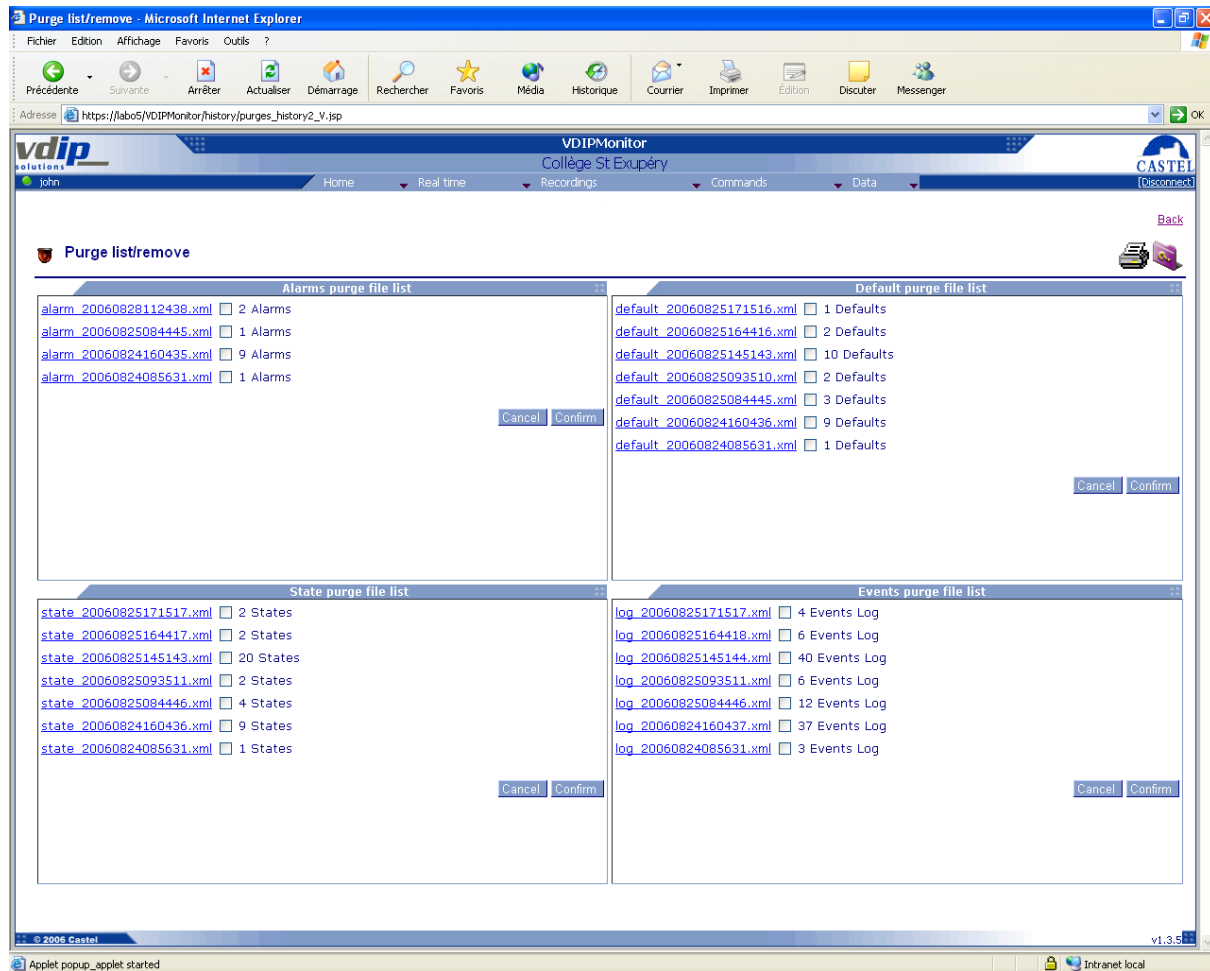 Purge list/remove - Microsoft Internet Explorer
Fichier Edition Affichage Favoris Outils ?
Précédente Suivante Arrêter Actualiser Démarrage Rechercher Favoris Média Historique Courrier Imprimer Édition Discuter Messenger
Adresse https://labo5/VDIPMonitor/history/purges_history2_V.jsp OK
vdip
solutions
VDIPMonitor
Collège St Exupéry
CASTEL
john Home Real time Recordings Commands Data [Disconnect]
Back
Purge list/remove
Alarms purge file list
alarm_20060828112438.xml 2 Alarms
alarm_20060825084445.xml 1 Alarms
alarm_20060824160435.xml 9 Alarms
alarm_20060824085631.xml 1 Alarms
Cancel Confirm
Default purge file list
default_20060825171516.xml 1 Defaults
default_20060825164416.xml 2 Defaults
default_20060825145143.xml 10 Defaults
default_20060825093510.xml 2 Defaults
default_20060825084445.xml 3 Defaults
default_20060824160436.xml 9 Defaults
default_20060824085631.xml 1 Defaults
Cancel Confirm
State purge file list
state_20060825171517.xml 2 States
state_20060825164417.xml 2 States
state_20060825145143.xml 20 States
state_20060825093511.xml 2 States
state_20060825084446.xml 4 States
state_20060824160436.xml 9 States
state_20060824085631.xml 1 States
Cancel Confirm
Events purge file list
log_20060825171517.xml 4 Events Log
log_20060825164418.xml 6 Events Log
log_20060825145144.xml 40 Events Log
log_20060825093511.xml 6 Events Log
log_20060825084446.xml 12 Events Log
log_20060824160437.xml 37 Events Log
log_20060824085631.xml 3 Events Log
Cancel Confirm
© 2006 Castel v1.3.5
Applet popup_applet started Intranet local